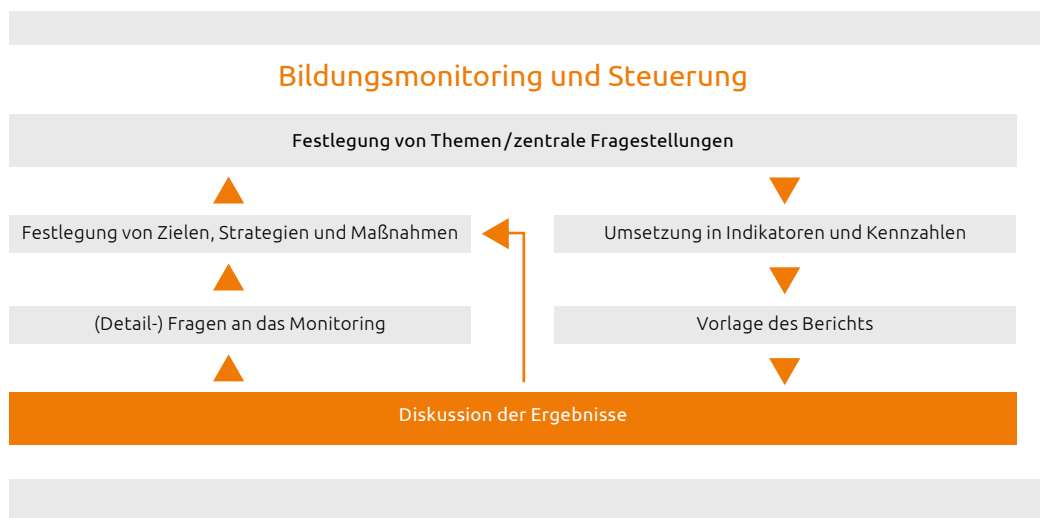 Bildungsmonitoring und Steuerung
Festlegung von Themen/zentrale Fragestellungen
Festlegung von Zielen, Strategien und Maßnahmen
Umsetzung in Indikatoren und Kennzahlen
(Detail-) Fragen an das Monitoring
Vorlage des Berichts
Diskussion der Ergebnisse